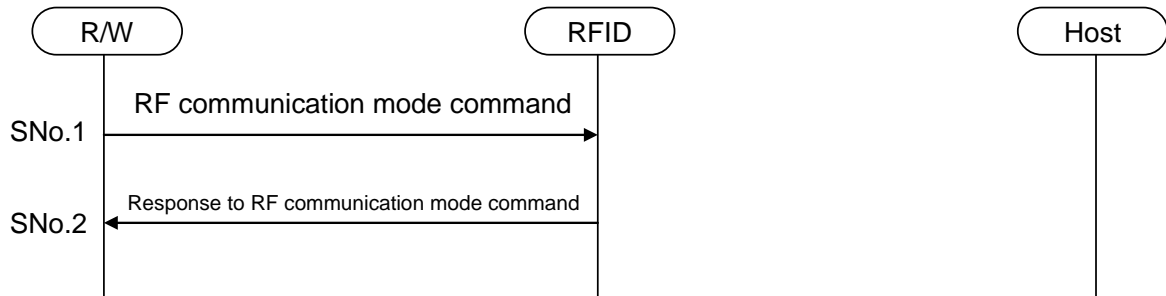 R/W
RFID
Host
RF communication mode command
SNo.1
Response to RF communication mode command
SNo.2